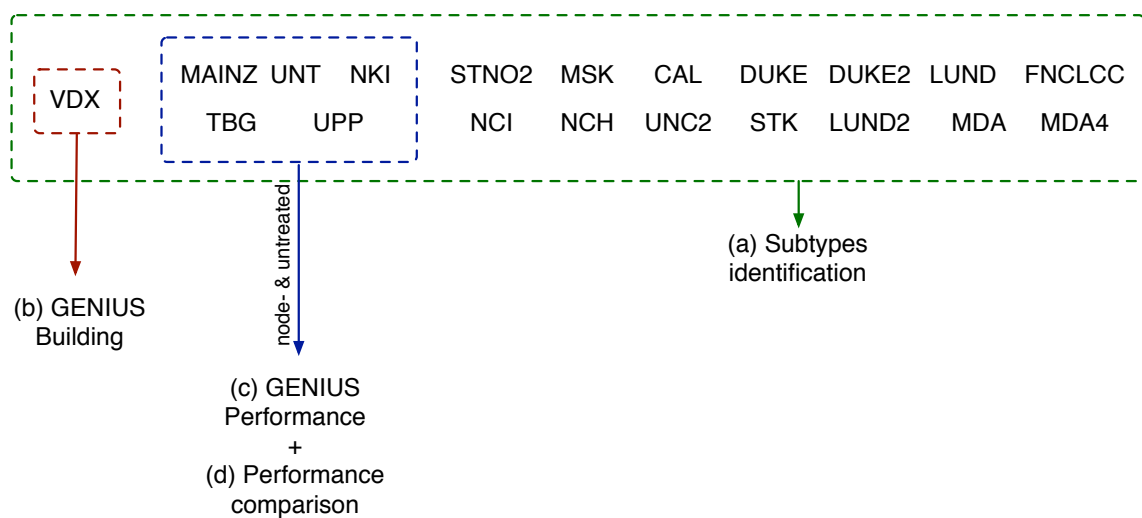 MAINZ UNT NKI STNO2 MSK CAL DUKE DUKE2 LUND FNCLCC
VDX
TBG UPP NCI NCH UNC2 STK LUND2 MDA MDA4
node- & untreated
(a) Subtypes
identification
(b) GENIUS
Building
(c) GENIUS
Performance
+
(d) Performance
comparison